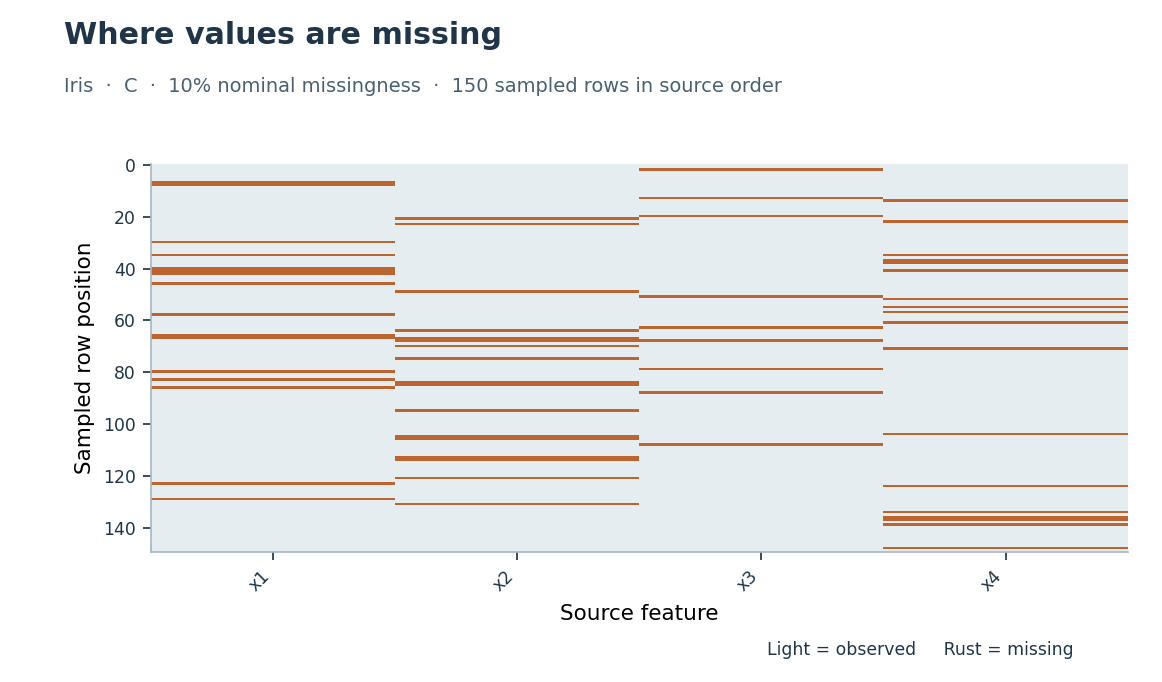 Where values are missing
Iris · C · 10% nominal missingness · 150 sampled rows in source order
0
20
40
60
80
100
120
140
Sampled row position
x1
x2
x3
x4
Source feature
Light = observed Rust = missing